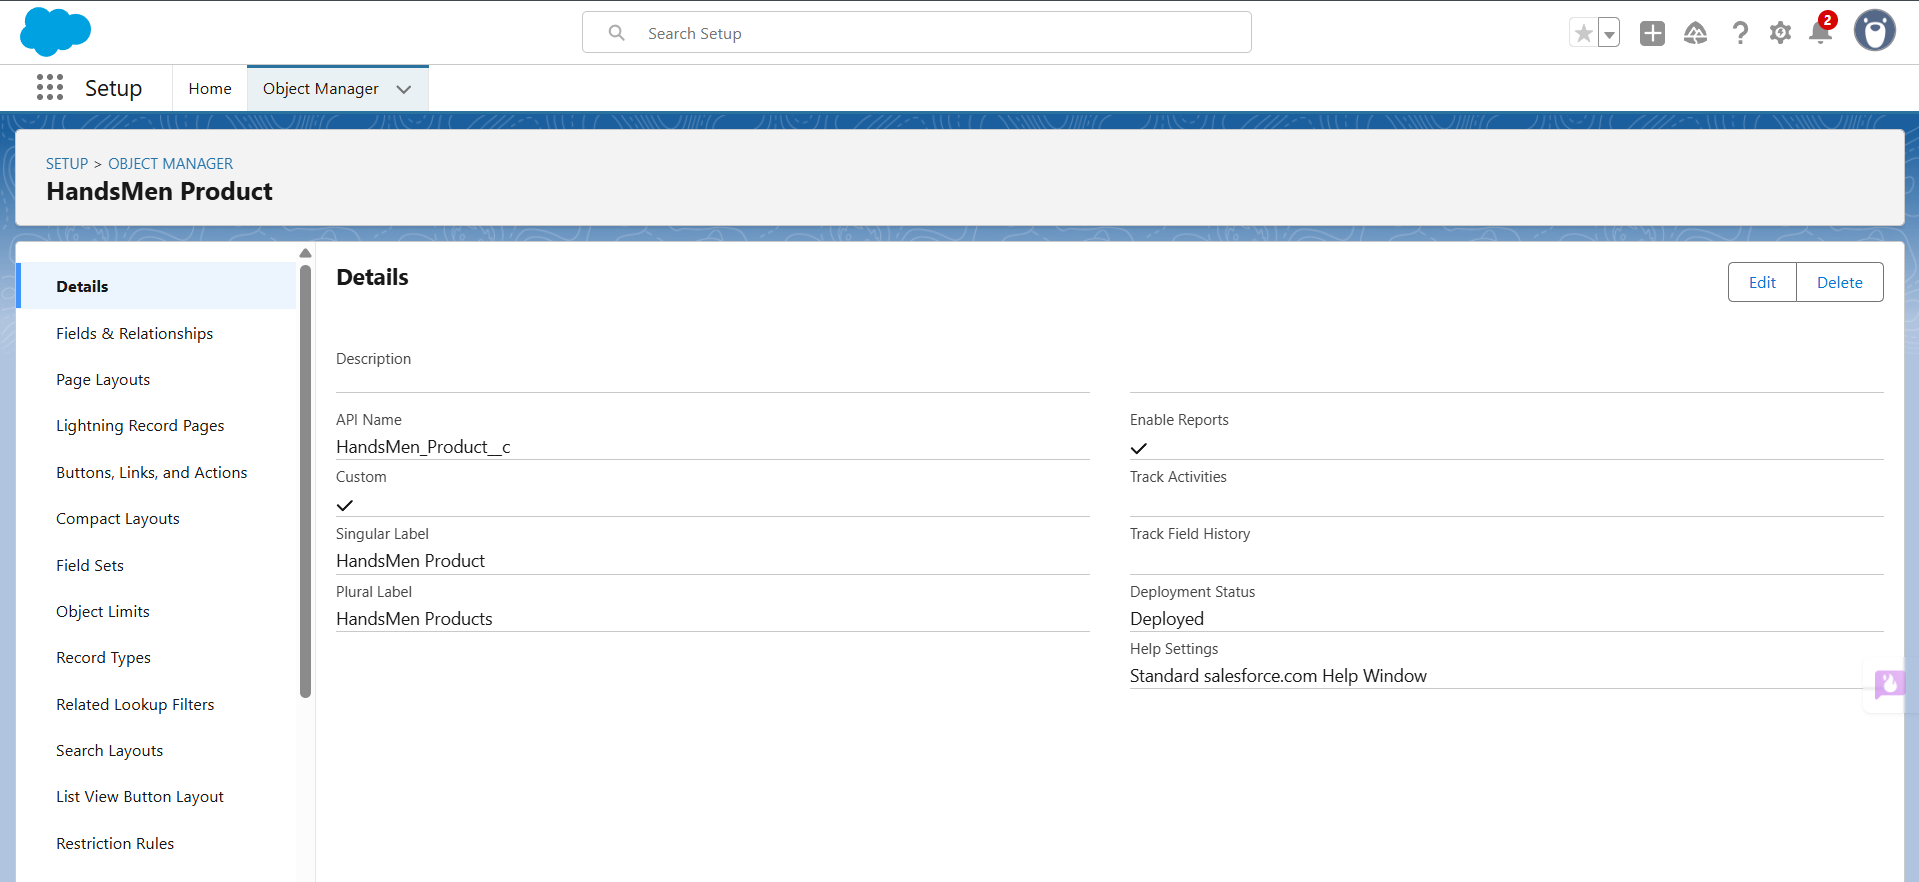 Search Setup
2
Setup
Home
Object Manager
SETUP > OBJECT MANAGER
HandsMen Product
Details
Fields & Relationships
Page Layouts
Lightning Record Pages
Buttons, Links, and Actions
Compact Layouts
Field Sets
Object Limits
Record Types
Related Lookup Filters
Search Layouts
List View Button Layout
Restriction Rules
Details
Edit
Delete
Description
API Name
HandsMen_Product__c
Custom
Singular Label
HandsMen Product
Plural Label
HandsMen Products
Enable Reports
Track Activities
Track Field History
Deployment Status
Deployed
Help Settings
Standard salesforce.com Help Window